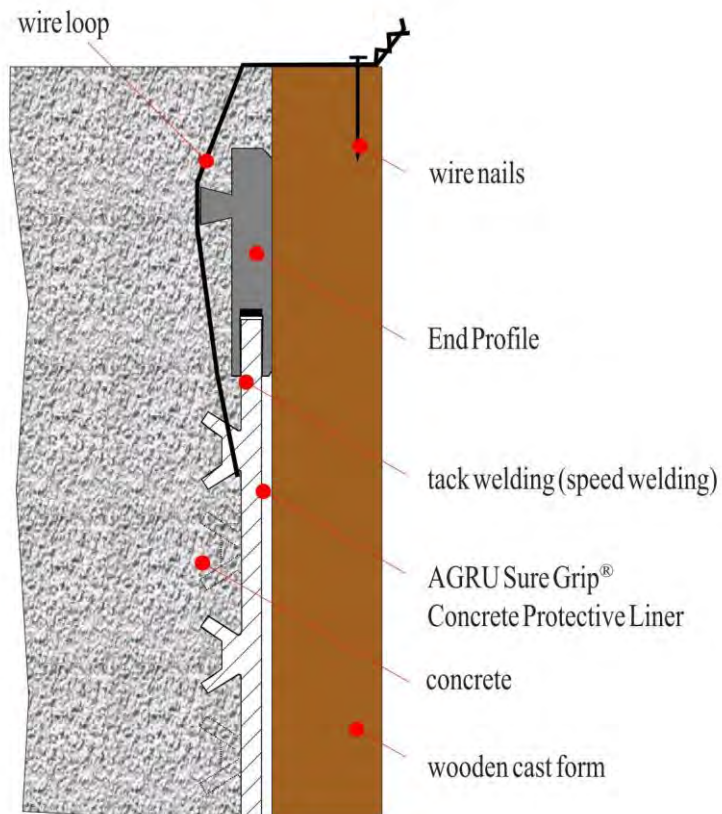 wire loop
wire nails
End Profile
tack welding (speed welding)
AGRU Sure Grip®
Concrete Protective Liner
concrete
wooden cast form